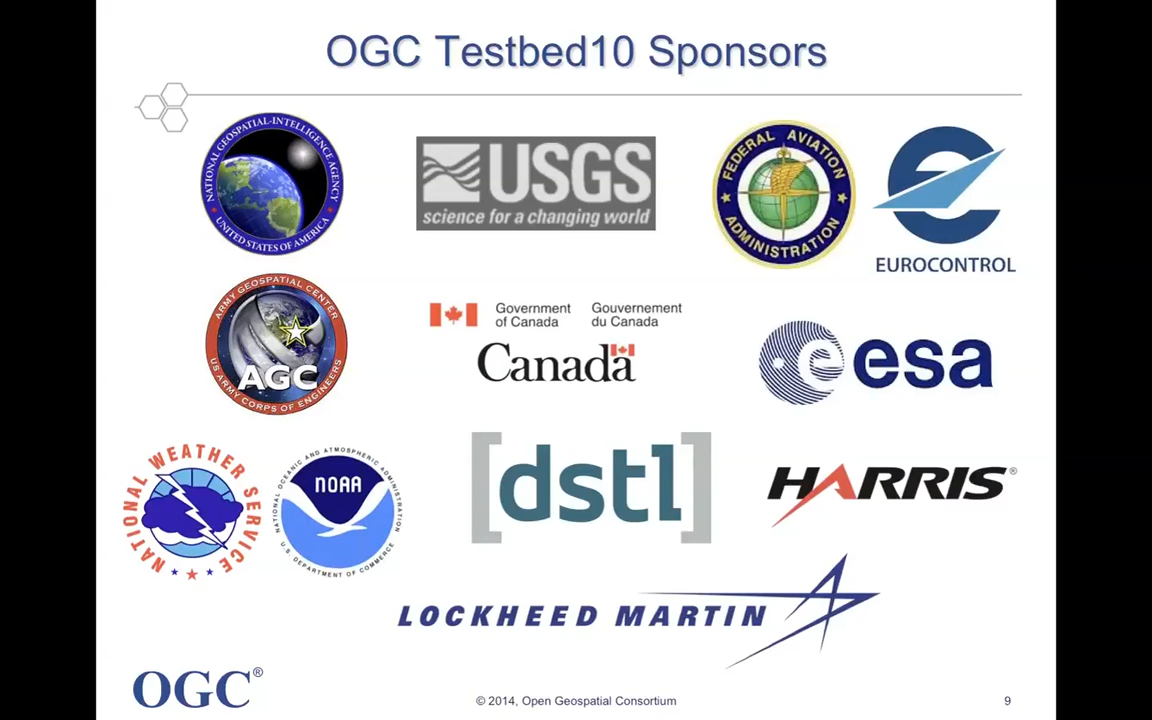 OGC Testbed10 Sponsors
NATIONAL GEOSPATIAL-INTELLIGENCE AGENCY
UNITED STATES OF AMERICA
USGS
science for a changing world
FEDERAL AVIATION
ADMINISTRATION
EUROCONTROL
ARMY GEOSPATIAL CENTER
AGC
US ARMY CORPS OF ENGINEERS
Government
of Canada
Gouvernement
du Canada
Canada
esa
NATIONAL WEATHER SERVICE
NATIONAL OCEANIC AND ATMOSPHERIC ADMINISTRATION
NOAA
U.S. DEPARTMENT OF COMMERCE
[dstl]
HARRIS®
LOCKHEED MARTIN
OGC®
© 2014, Open Geospatial Consortium
9